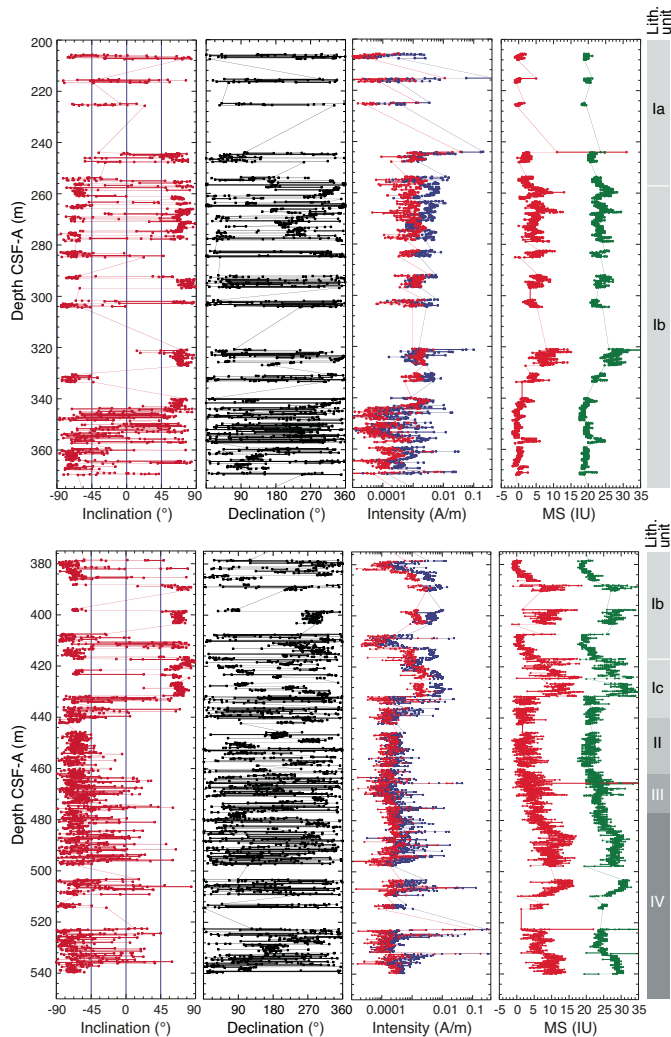 Lith.
unit
200
220
240
260
280
300
320
340
360
Depth CSF-A (m)
Ia
Ib
-90 -45 0 45 90
90 180 270 360
0.0001 0.01 0.1
0 5 10 15 20 25 30 35
Inclination (°) Declination (°) Intensity (A/m) MS (IU)
Lith.
unit
380
400
420
440
460
480
500
520
540
Depth CSF-A (m)
Ib
Ic
II
III
IV
-90 -45 0 45 90
0 90 180 270 360
0.0001 0.01 0.1
-5 0 5 10 15 20 25 30 35
Inclination (°) Declination (°) Intensity (A/m) MS (IU)